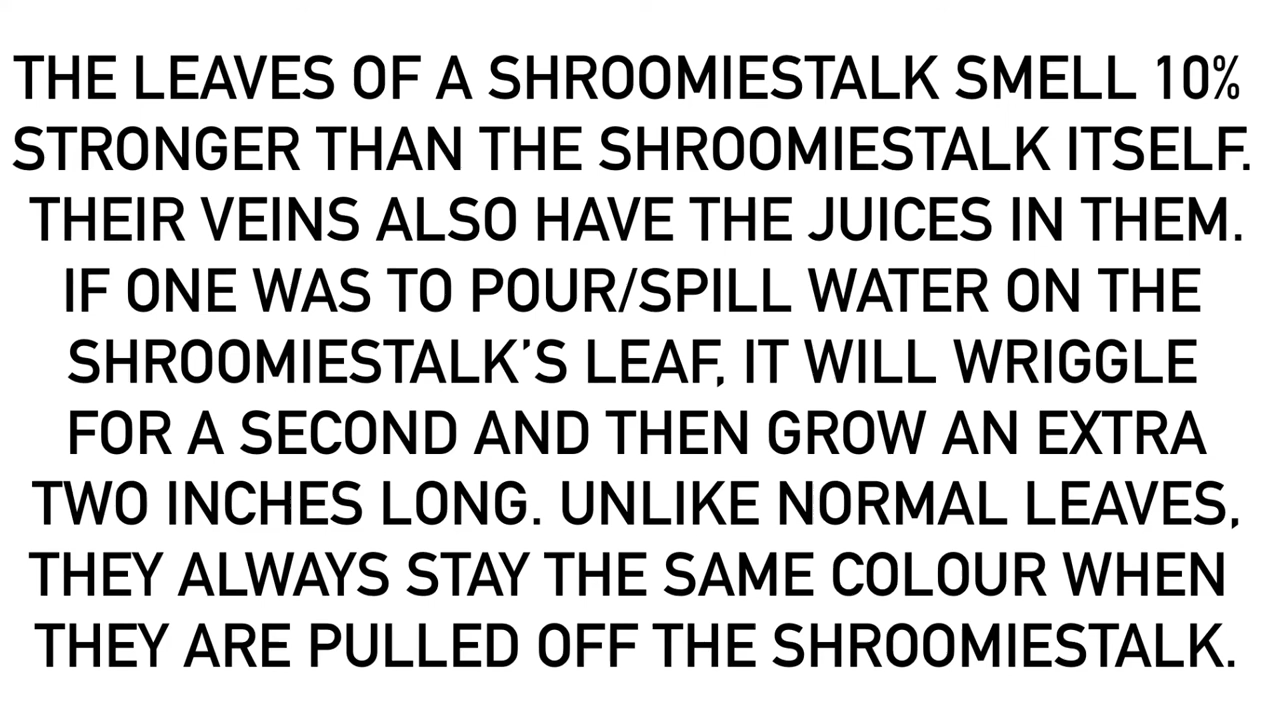 THE LEAVES OF A SHROOMIESTALK SMELL 10%
STRONGER THAN THE SHROOMIESTALK ITSELF.
THEIR VEINS ALSO HAVE THE JUICES IN THEM.
IF ONE WAS TO POUR/SPILL WATER ON THE
SHROOMIESTALK’S LEAF, IT WILL WRIGGLE
FOR A SECOND AND THEN GROW AN EXTRA
TWO INCHES LONG. UNLIKE NORMAL LEAVES,
THEY ALWAYS STAY THE SAME COLOUR WHEN
THEY ARE PULLED OFF THE SHROOMIESTALK.